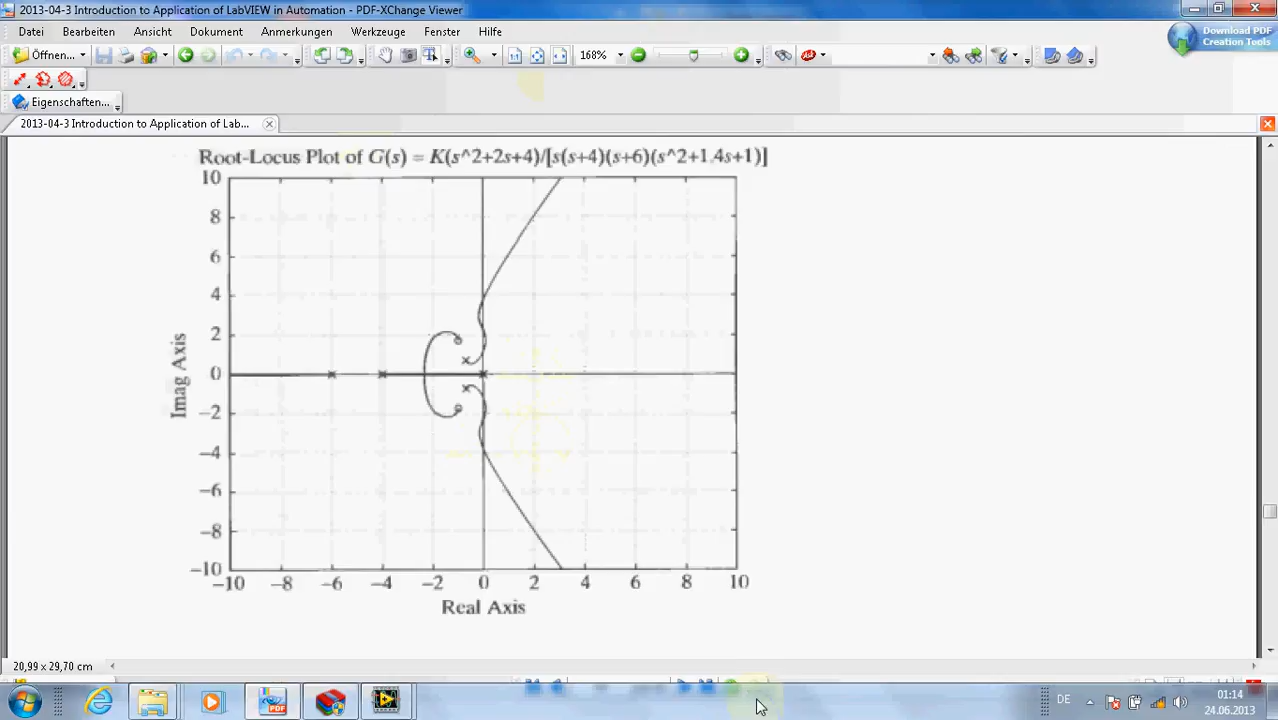 2013-04-3 Introduction to Application of LabVIEW in Automation - PDF-XChange Viewer
Datei Bearbeiten Ansicht Dokument Anmerkungen Werkzeuge Fenster Hilfe
Download PDF
Creation Tools
Öffnen... 168%
Eigenschaften...
2013-04-3 Introduction to Application of Lab...
Root-Locus Plot of G(s) = K(s^2+2s+4)/[s(s+4)(s+6)(s^2+1.4s+1)]
10
8
6
4
2
0
−2
−4
−6
−8
−10
Imag Axis
−10 −8 −6 −4 −2 0 2 4 6 8 10
Real Axis
20,99 x 29,70 cm
DE
01:14
24.06.2013